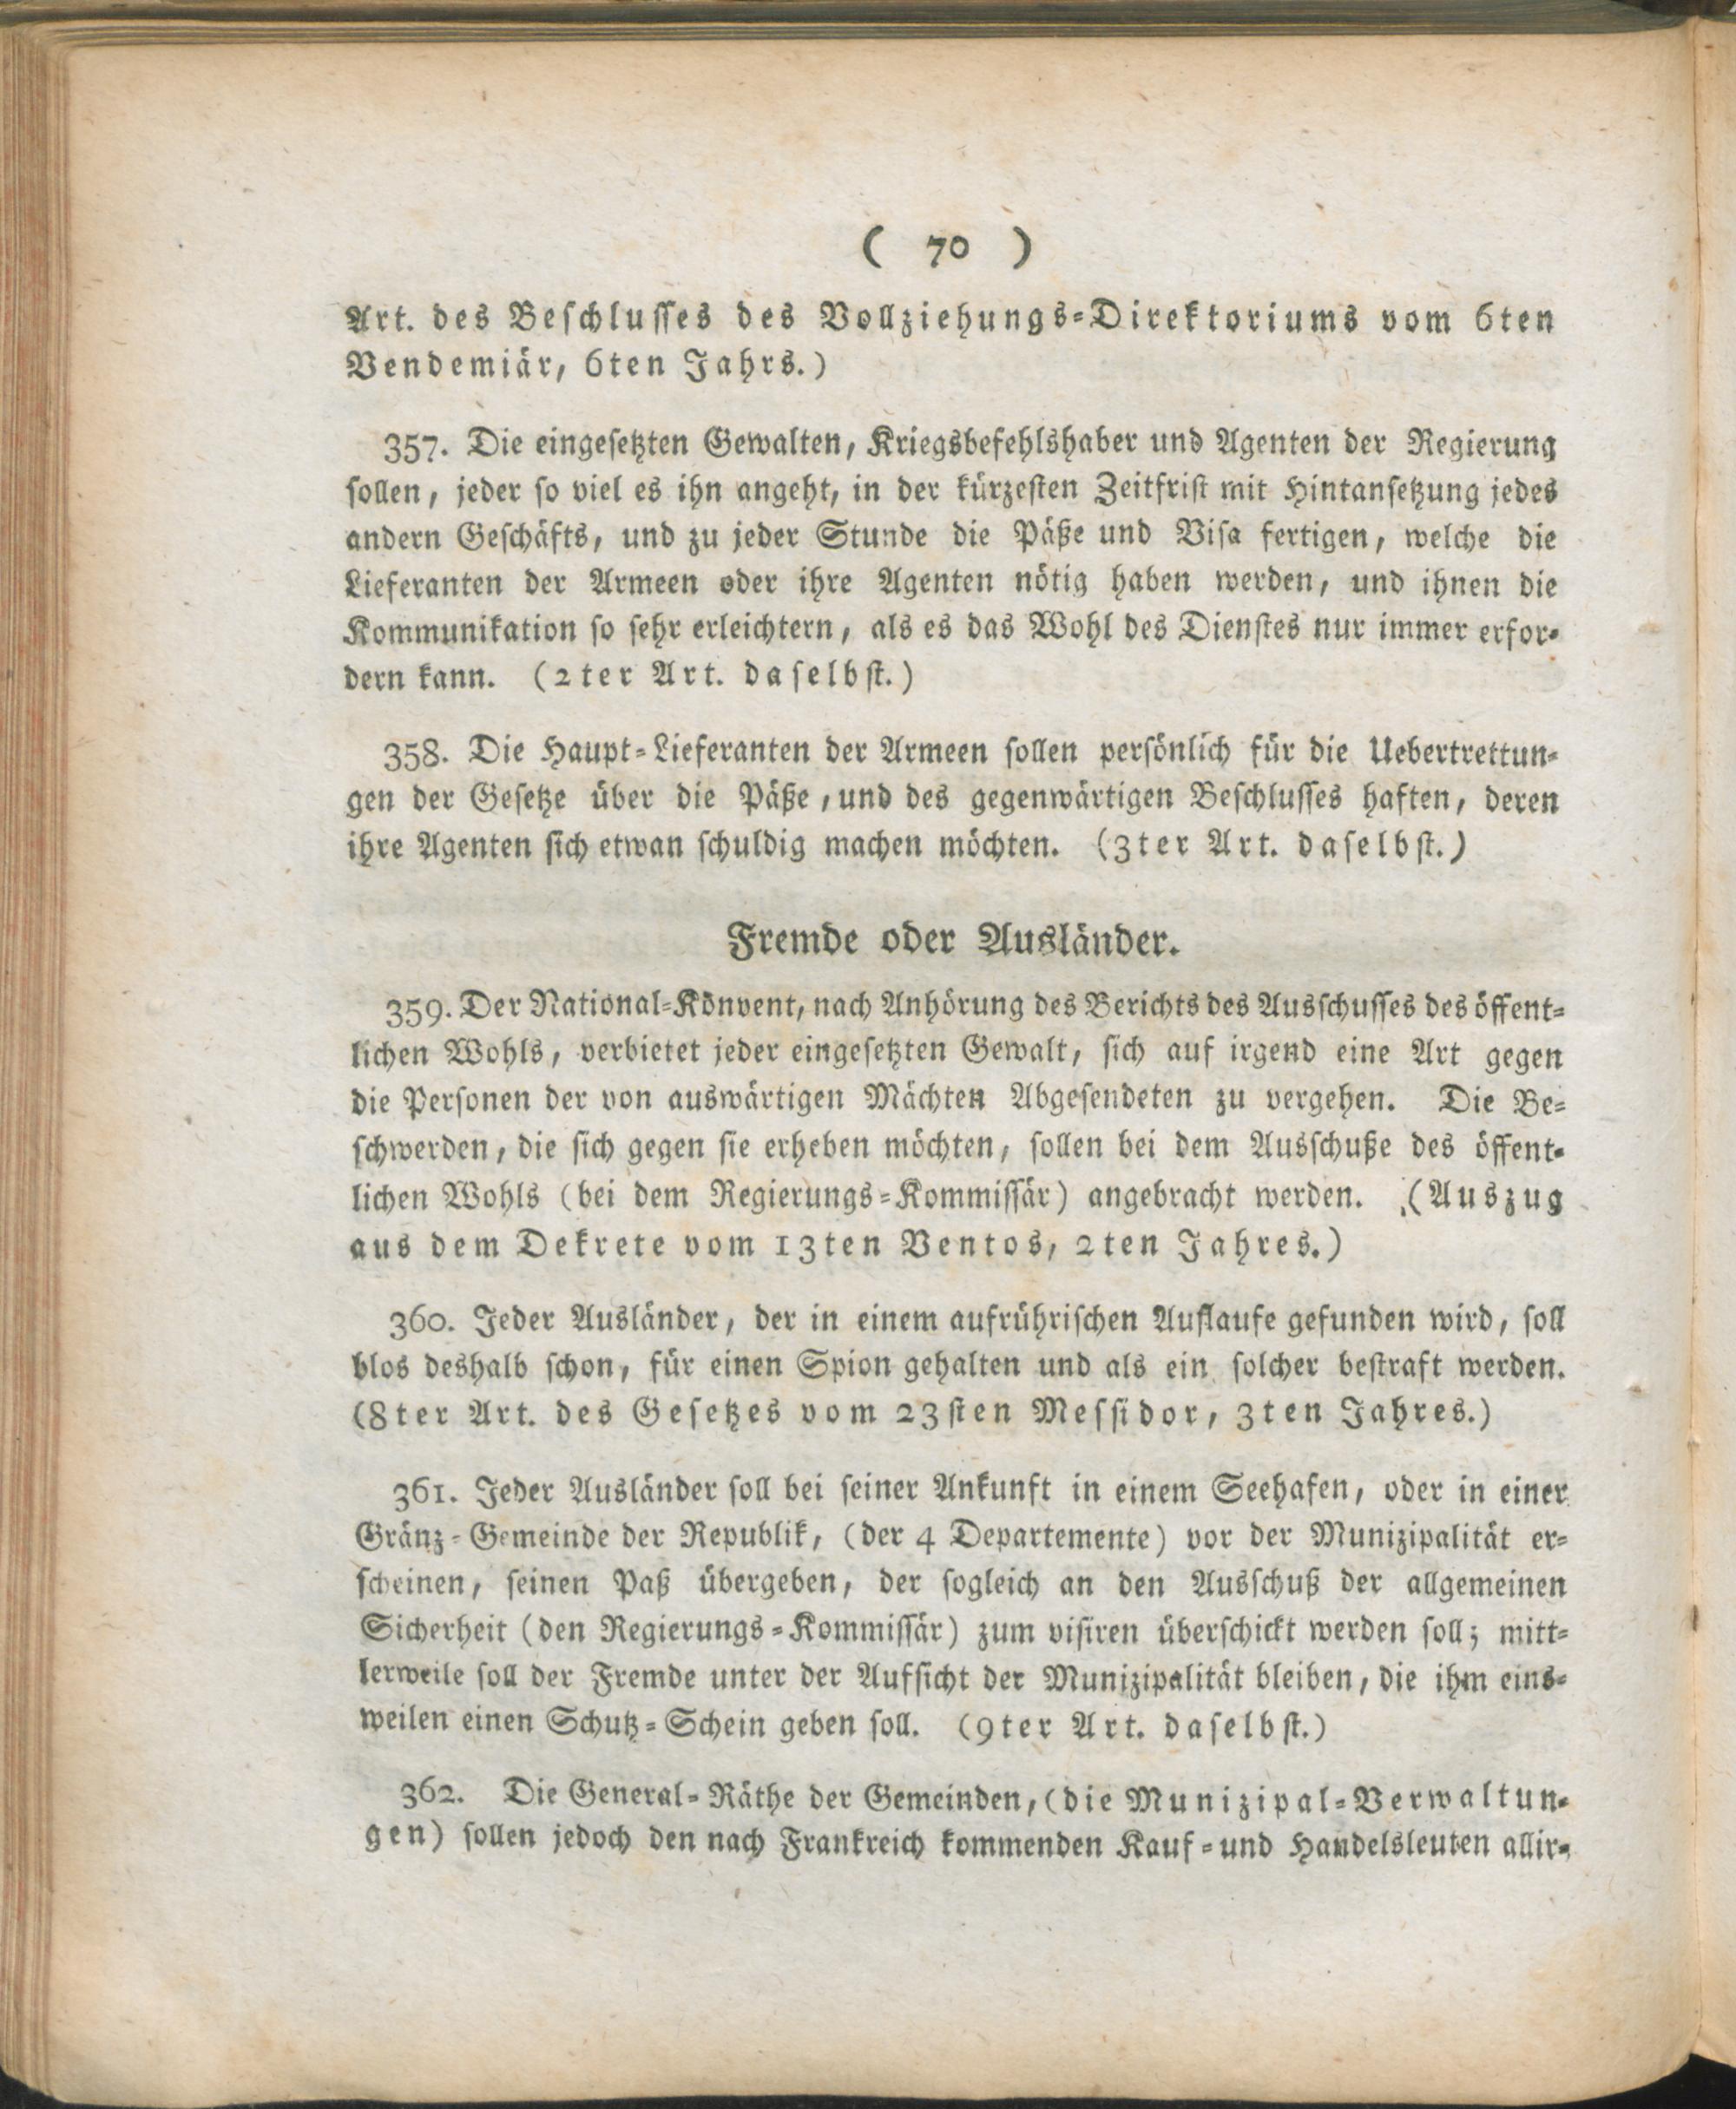 ( 70 )
Art. des Beschlusses des Vollziehungs-Direktoriums vom 6ten
Vendemiär, 6ten Jahrs.)
357. Die eingesetzten Gewalten, Kriegsbefehlshaber und Agenten der Regierung
sollen, jeder so viel es ihn angeht, in der kürzesten Zeitfrist mit Hintansetzung jedes
andern Geschäfts, und zu jeder Stunde die Päße und Visa fertigen, welche die
Lieferanten der Armeen oder ihre Agenten nötig haben werden, und ihnen die
Kommunikation so sehr erleichtern, als es das Wohl des Dienstes nur immer erfor-
dern kann. (2ter Art. daselbst.)
358. Die Haupt-Lieferanten der Armeen sollen persönlich für die Uebertrettun-
gen der Gesetze über die Päße, und des gegenwärtigen Beschlusses haften, deren
ihre Agenten sich etwan schuldig machen möchten. (3ter Art. daselbst.)
Fremde oder Ausländer.
359. Der National-Könvent, nach Anhörung des Berichts des Ausschusses des öffent-
lichen Wohls, verbietet jeder eingesetzten Gewalt, sich auf irgend eine Art gegen
die Personen der von auswärtigen Mächten Abgesendeten zu vergehen. Die Be-
schwerden, die sich gegen sie erheben möchten, sollen bei dem Ausschuße des öffent-
lichen Wohls (bei dem Regierungs-Kommissär) angebracht werden. (Auszug
aus dem Dekrete vom 13ten Ventos, 2ten Jahres.)
360. Jeder Ausländer, der in einem aufrührischen Auflaufe gefunden wird, soll
blos deshalb schon, für einen Spion gehalten und als ein solcher bestraft werden.
(8ter Art. des Gesetzes vom 23sten Messidor, 3ten Jahres.)
361. Jeder Ausländer soll bei seiner Ankunft in einem Seehafen, oder in einer
Gränz-Gemeinde der Republik, (der 4 Departemente) vor der Munizipalität er-
scheinen, seinen Paß übergeben, der sogleich an den Ausschuß der allgemeinen
Sicherheit (den Regierungs-Kommissär) zum visiren überschickt werden soll; mitt-
lerweile soll der Fremde unter der Aufsicht der Munizipalität bleiben, die ihm eins-
weilen einen Schutz-Schein geben soll. (9ter Art. daselbst.)
362. Die General-Räthe der Gemeinden, (die Munizipal-Verwaltun-
gen) sollen jedoch den nach Frankreich kommenden Kauf- und Handelsleuten allir-